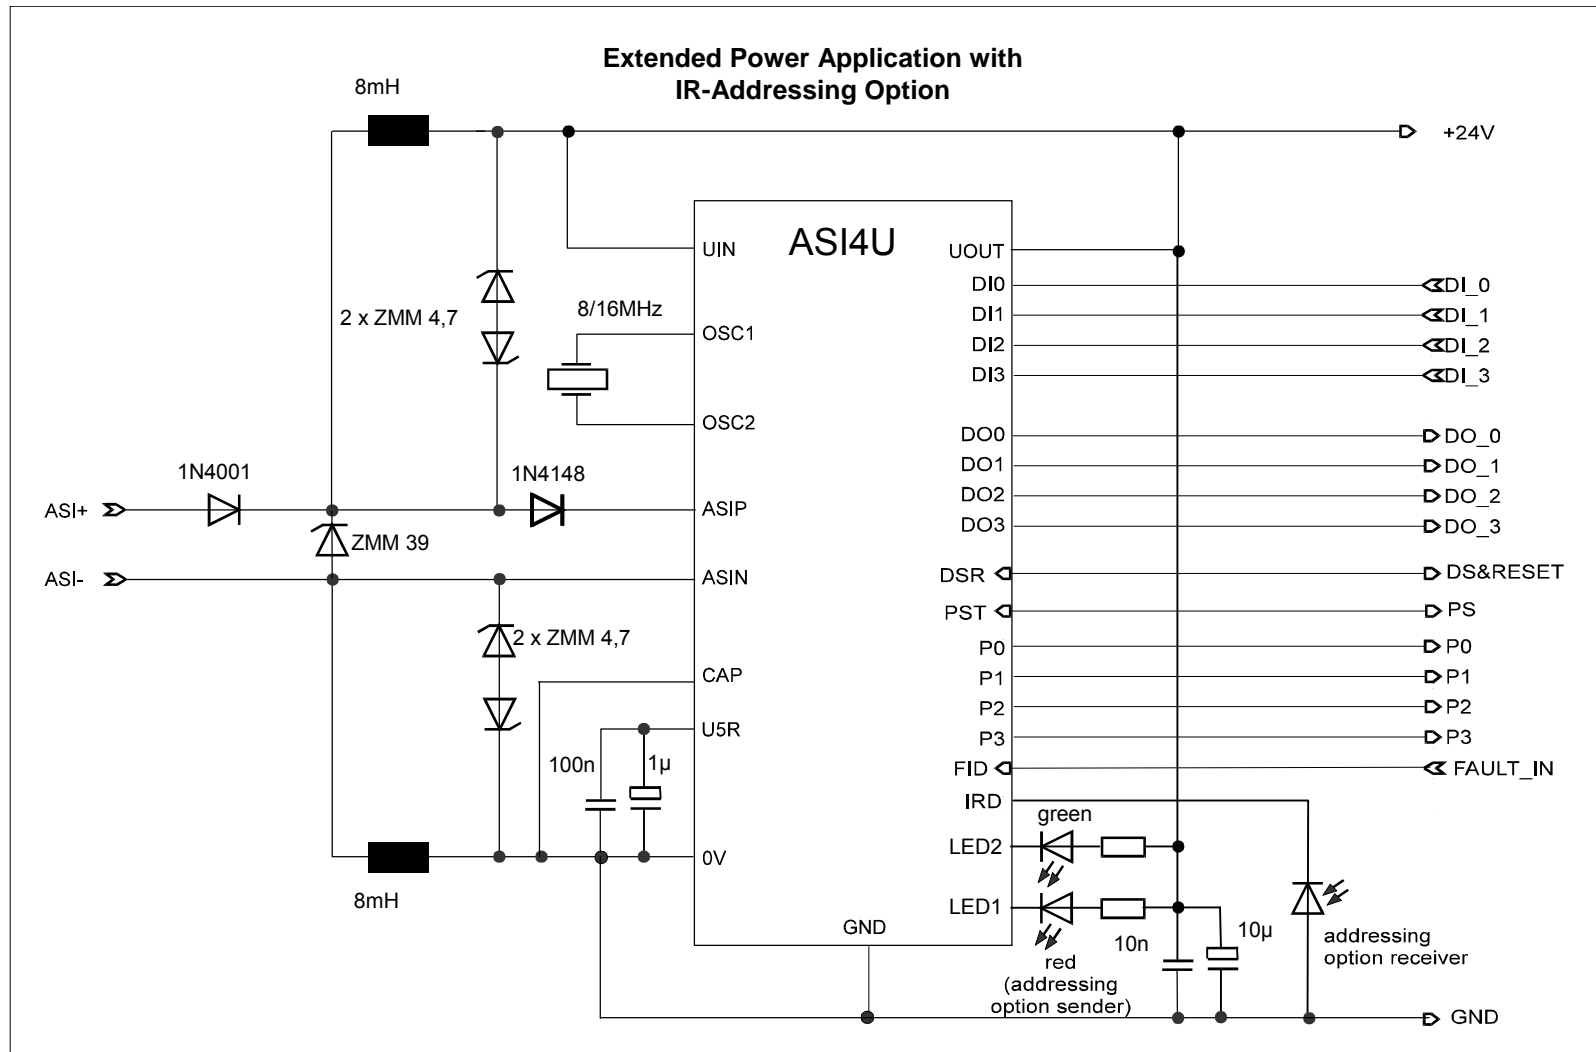 Extended Power Application with
IR-Addressing Option
8mH
+24V
ASI4U
UIN
UOUT
DI0
DI_0
2 x ZMM 4,7
8/16MHz
DI1
DI_1
OSC1
DI2
DI_2
DI3
DI_3
OSC2
DO0
DO_0
1N4001
1N4148
DO1
DO_1
DO2
DO_2
ASI+
ASIP
DO3
DO_3
ZMM 39
ASI-
ASIN
DSR
DS&RESET
PST
PS
2 x ZMM 4,7
P0
P0
CAP
P1
P1
P2
P2
U5R
P3
P3
100n
1µ
FID
FAULT_IN
IRD
green
LED2
0V
8mH
LED1
GND
10n
10µ
addressing
option receiver
red
(addressing
option sender)
GND